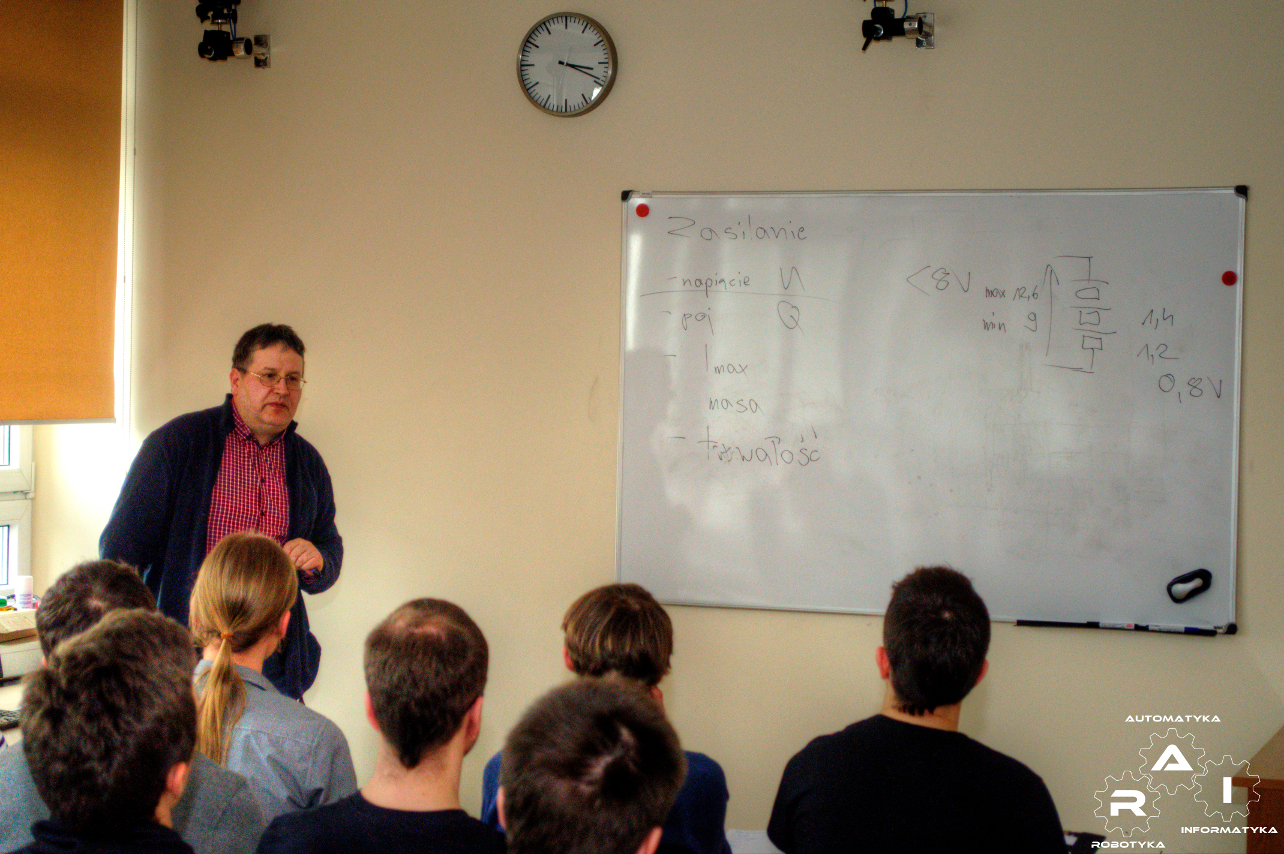 Zasilanie
- napięcie U
- poj Q
- Imax
masa
- trwałość
<8V
max 12,6
min 9
1,4
1,2
0,8V
AUTOMATYKA
A
R I
INFORMATYKA
ROBOTYKA